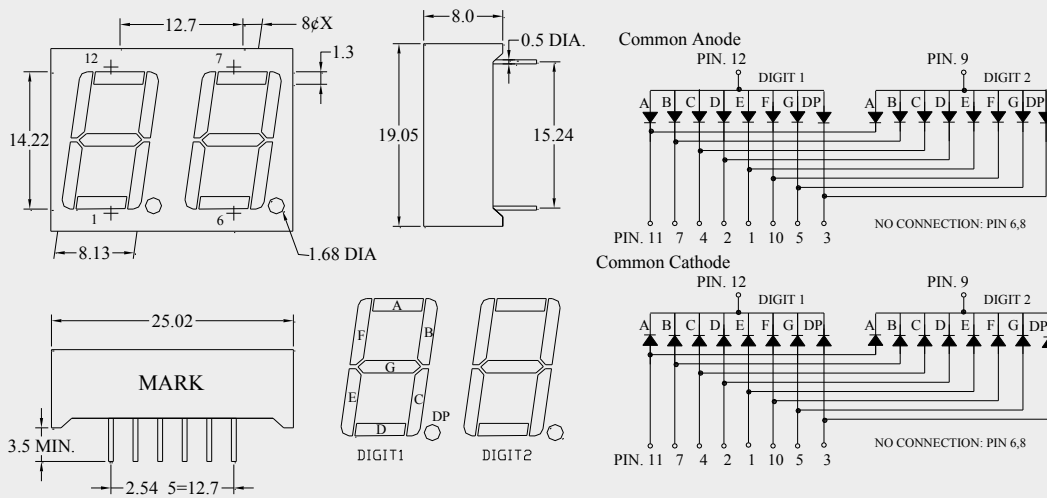 12.7
8¢X
12
7
1.3
14.22
1
6
8.13
1.68 DIA
8.0
0.5 DIA.
19.05
15.24
Common Anode
PIN. 12
PIN. 9
DIGIT 1
DIGIT 2
A B C D E F G DP
A B C D E F G D
PIN. 11 7 4 2 1 10 5 3
NO CONNECTION: PIN 6,8
Common Cathode
PIN. 12
PIN. 9
DIGIT 1
DIGIT 2
A B C D E F G DP
A B C D E F G DP
PIN. 11 7 4 2 1 10 5 3
NO CONNECTION: PIN 6,8
25.02
MARK
3.5 MIN.
2.54 5=12.7
A
F
B
G
E
C
D
DP
DIGIT1
DIGIT2